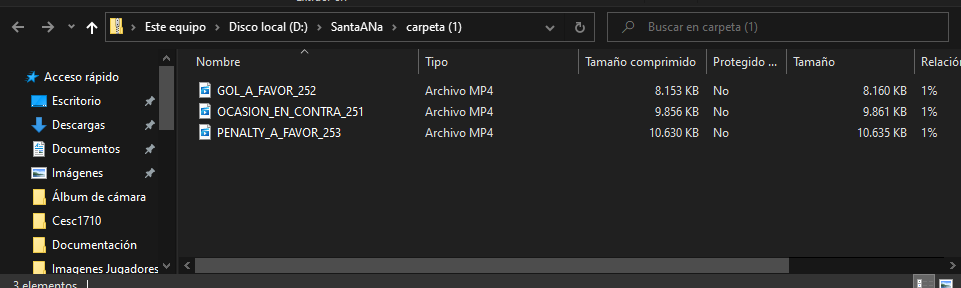 Este equipo > Disco local (D:) > SantaANa > carpeta (1)
Buscar en carpeta (1)
Acceso rápido
Escritorio
Descargas
Documentos
Imágenes
Álbum de cámara
Cesc1710
Documentación
Imagenes Jugadores
Nombre Tipo Tamaño comprimido Protegido ... Tamaño Relación
GOL_A_FAVOR_252 Archivo MP4 8.153 KB No 8.160 KB 1%
OCASION_EN_CONTRA_251 Archivo MP4 9.856 KB No 9.861 KB 1%
PENALTY_A_FAVOR_253 Archivo MP4 10.630 KB No 10.635 KB 1%
3 elementos